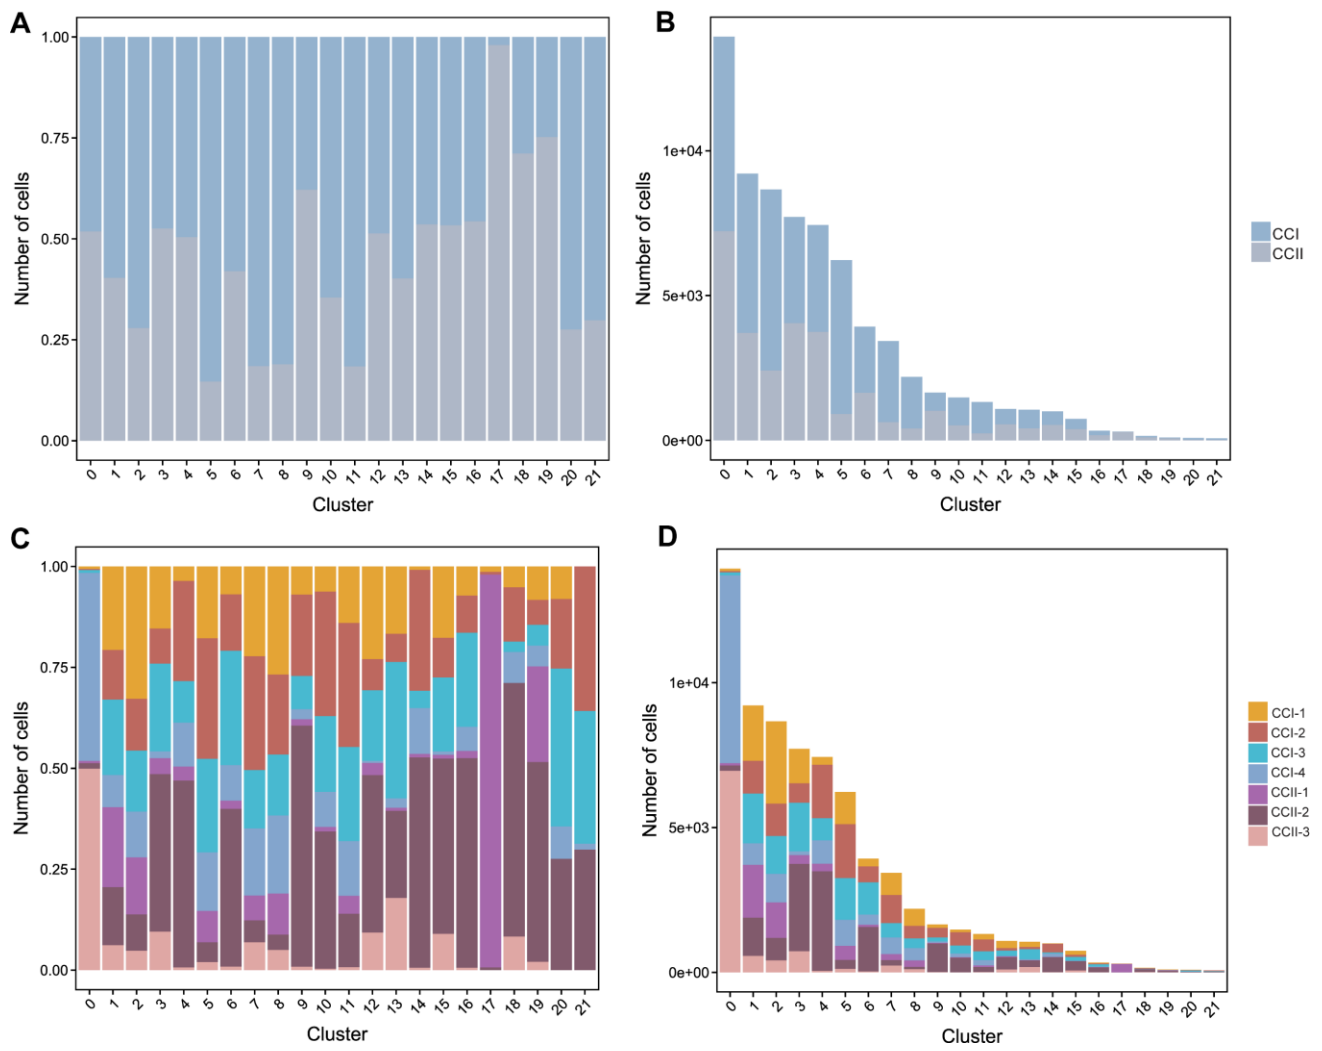 A
Number of cells
1.00
0.75
0.50
0.25
0.00
0 1 2 3 4 5 6 7 8 9 10 11 12 13 14 15 16 17 18 19 20 21
Cluster
B
Number of cells
1e+04
5e+03
0e+00
0 1 2 3 4 5 6 7 8 9 10 11 12 13 14 15 16 17 18 19 20 21
Cluster
CCI
CCII
C
Number of cells
1.00
0.75
0.50
0.25
0.00
0 1 2 3 4 5 6 7 8 9 10 11 12 13 14 15 16 17 18 19 20 21
Cluster
D
Number of cells
1e+04
5e+03
0e+00
0 1 2 3 4 5 6 7 8 9 10 11 12 13 14 15 16 17 18 19 20 21
Cluster
CCI-1
CCI-2
CCI-3
CCI-4
CCII-1
CCII-2
CCII-3